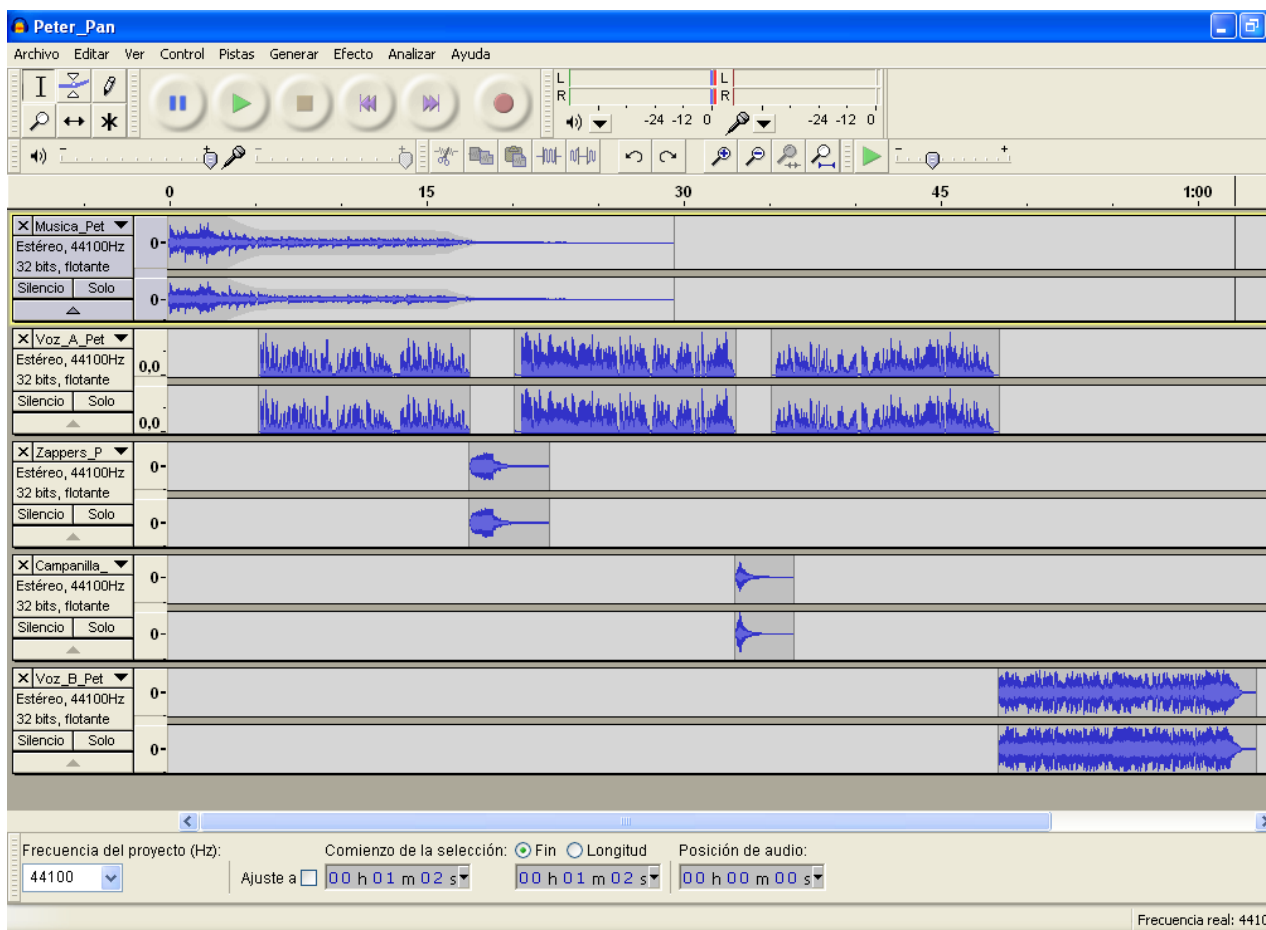 Peter_Pan
Archivo Editar Ver Control Pistas Generar Efecto Analizar Ayuda
L L
R R
-24 -12 0 -24 -12 0
- + - + - +
0 15 30 45 1:00
X Musica_Pet
Estéreo, 44100Hz
32 bits, flotante
Silencio Solo
0-
0-
X Voz_A_Pet
Estéreo, 44100Hz
32 bits, flotante
Silencio Solo
0,0_
0,0_
X Zappers_P
Estéreo, 44100Hz
32 bits, flotante
Silencio Solo
0-
0-
X Campanilla_
Estéreo, 44100Hz
32 bits, flotante
Silencio Solo
0-
0-
X Voz_B_Pet
Estéreo, 44100Hz
32 bits, flotante
Silencio Solo
0-
0-
Frecuencia del proyecto (Hz): Comienzo de la selección: Fin Longitud Posición de audio:
44100 Ajuste a 00 h 01 m 02 s 00 h 01 m 02 s 00 h 00 m 00 s
Frecuencia real: 4410